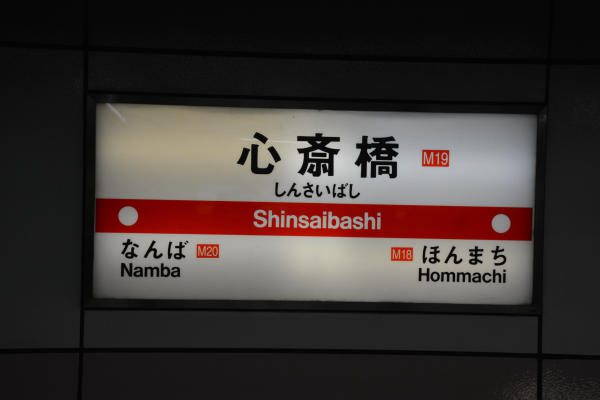 心斎橋 M19
しんさいばし
Shinsaibashi
なんば M20
Namba
M18 ほんまち
Hommachi